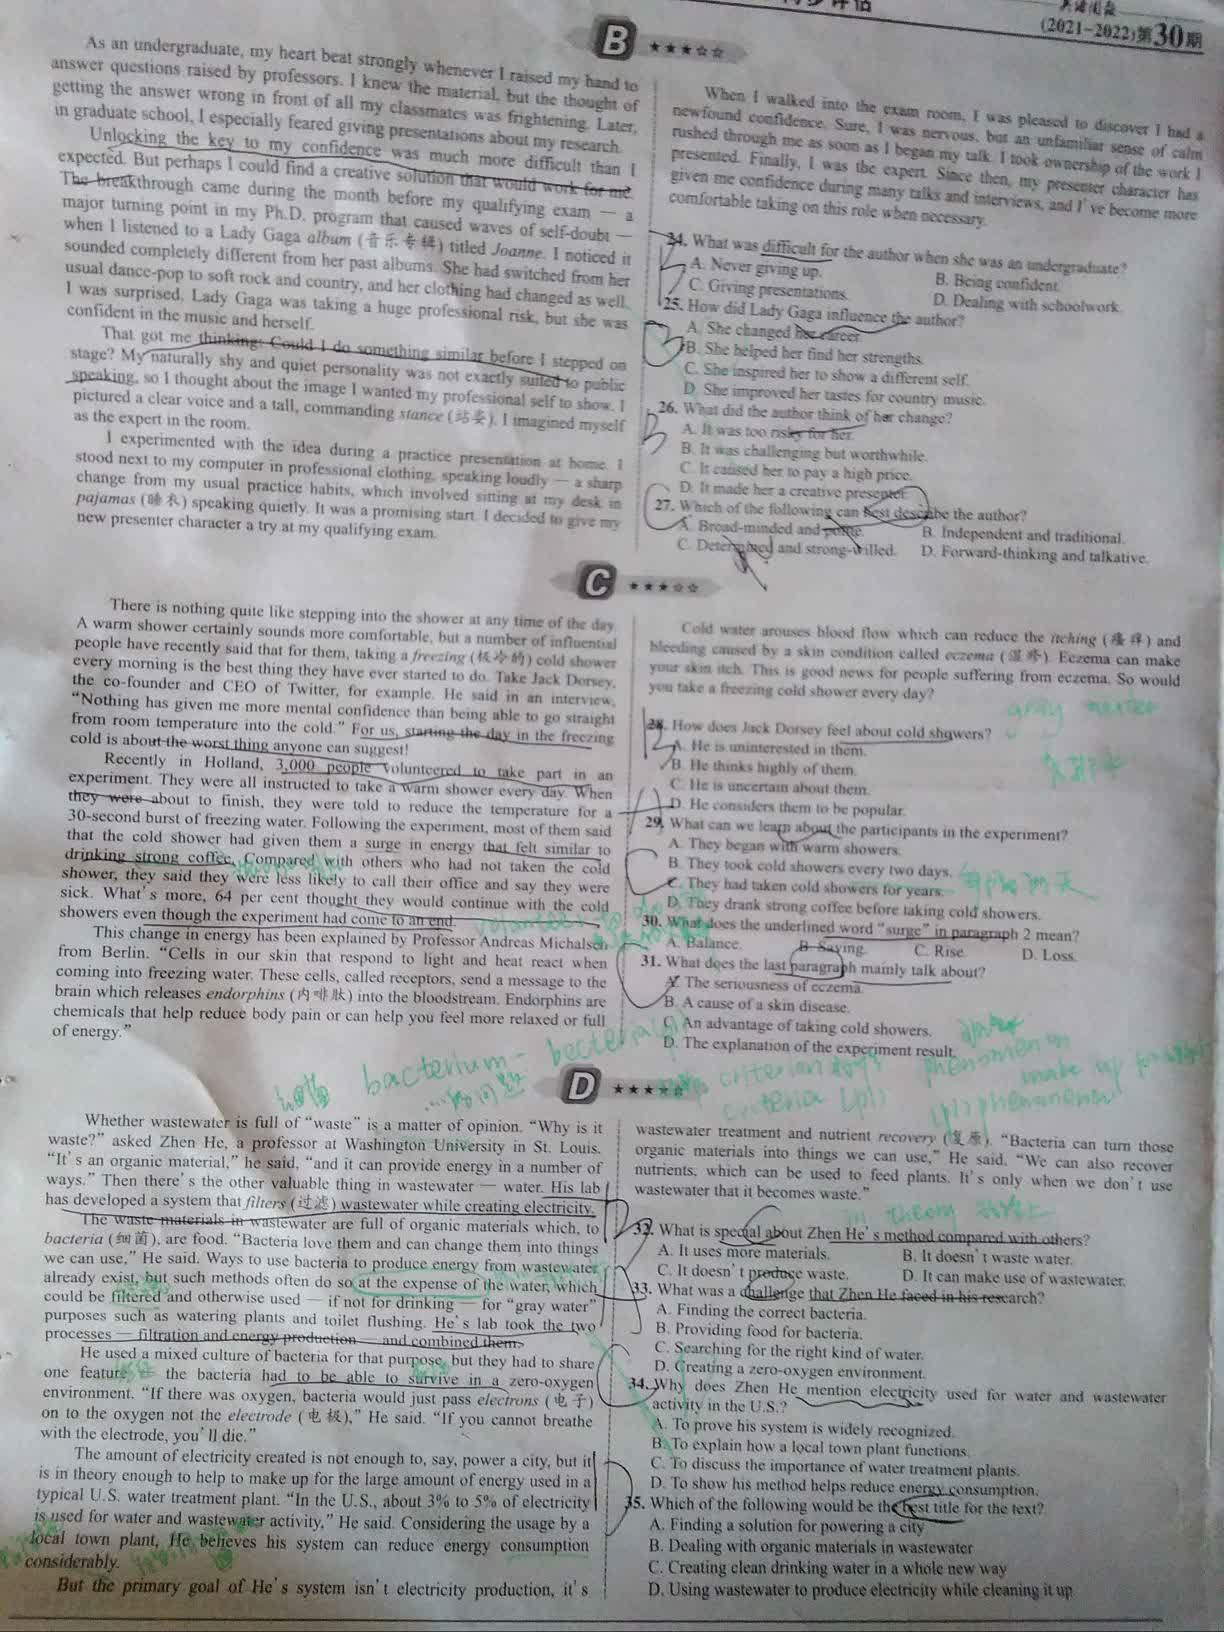 英语周报
(2021-2022)第30期
B ★★★☆☆
As an undergraduate, my heart beat strongly whenever I raised my hand to
answer questions raised by professors. I knew the material, but the thought of
getting the answer wrong in front of all my classmates was frightening. Later,
in graduate school, I especially feared giving presentations about my research.
Unlocking the key to my confidence was much more difficult than I
expected. But perhaps I could find a creative solution that would work for me.
The breakthrough came during the month before my qualifying exam — a
major turning point in my Ph.D. program that caused waves of self-doubt —
when I listened to a Lady Gaga album (音乐专辑) titled Joanne. I noticed it
sounded completely different from her past albums. She had switched from her
usual dance-pop to soft rock and country, and her clothing had changed as well.
I was surprised. Lady Gaga was taking a huge professional risk, but she was
confident in the music and herself.
That got me thinking: Could I do something similar before I stepped on
stage? My naturally shy and quiet personality was not exactly suited to public
speaking, so I thought about the image I wanted my professional self to show. I
pictured a clear voice and a tall, commanding stance (站姿). I imagined myself
as the expert in the room.
I experimented with the idea during a practice presentation at home. I
stood next to my computer in professional clothing, speaking loudly — a sharp
change from my usual practice habits, which involved sitting at my desk in
pajamas (睡衣) speaking quietly. It was a promising start. I decided to give my
new presenter character a try at my qualifying exam.
When I walked into the exam room, I was pleased to discover I had a
newfound confidence. Sure, I was nervous, but an unfamiliar sense of calm
rushed through me as soon as I began my talk. I took ownership of the work I
presented. Finally, I was the expert. Since then, my presenter character has
given me confidence during many talks and interviews, and I've become more
comfortable taking on this role when necessary.
24. What was difficult for the author when she was an undergraduate?
A. Never giving up. B. Being confident.
C. Giving presentations. D. Dealing with schoolwork.
25. How did Lady Gaga influence the author?
A. She changed her career.
B. She helped her find her strengths.
C. She inspired her to show a different self.
D. She improved her tastes for country music.
26. What did the author think of her change?
A. It was too risky for her.
B. It was challenging but worthwhile.
C. It caused her to pay a high price.
D. It made her a creative presenter.
27. Which of the following can best describe the author?
A. Broad-minded and polite. B. Independent and traditional.
C. Determined and strong-willed. D. Forward-thinking and talkative.
C ★★★☆☆
There is nothing quite like stepping into the shower at any time of the day.
A warm shower certainly sounds more comfortable, but a number of influential
people have recently said that for them, taking a freezing (极冷的) cold shower
every morning is the best thing they have ever started to do. Take Jack Dorsey,
the co-founder and CEO of Twitter, for example. He said in an interview,
“Nothing has given me more mental confidence than being able to go straight
from room temperature into the cold.” For us, starting the day in the freezing
cold is about the worst thing anyone can suggest!
Recently in Holland, 3,000 people volunteered to take part in an
experiment. They were all instructed to take a warm shower every day. When
they were about to finish, they were told to reduce the temperature for a
30-second burst of freezing water. Following the experiment, most of them said
that the cold shower had given them a surge in energy that felt similar to
drinking strong coffee. Compared with others who had not taken the cold
shower, they said they were less likely to call their office and say they were
sick. What's more, 64 per cent thought they would continue with the cold
showers even though the experiment had come to an end.
This change in energy has been explained by Professor Andreas Michalsen
from Berlin. “Cells in our skin that respond to light and heat react when
coming into freezing water. These cells, called receptors, send a message to the
brain which releases endorphins (内啡肽) into the bloodstream. Endorphins are
chemicals that help reduce body pain or can help you feel more relaxed or full
of energy.”
Cold water arouses blood flow which can reduce the itching (瘙痒) and
bleeding caused by a skin condition called eczema (湿疹). Eczema can make
your skin itch. This is good news for people suffering from eczema. So would
you take a freezing cold shower every day?
gray water
28. How does Jack Dorsey feel about cold showers?
A. He is uninterested in them.
B. He thinks highly of them.
C. He is uncertain about them.
D. He considers them to be popular.
29. What can we learn about the participants in the experiment?
A. They began with warm showers.
B. They took cold showers every two days.
C. They had taken cold showers for years.
D. They drank strong coffee before taking cold showers.
volunteer to do
30. What does the underlined word “surge” in paragraph 2 mean?
A. Balance. B. Saying. C. Rise. D. Loss.
31. What does the last paragraph mainly talk about?
A. The seriousness of eczema.
B. A cause of a skin disease.
C. An advantage of taking cold showers.
D. The explanation of the experiment result.
细菌 bacterium - becteria (pl)
criterion
criteria (pl)
phenomenon
(pl) phenomena
make up for
D ★★★★☆
Whether wastewater is full of “waste” is a matter of opinion. “Why is it
waste?” asked Zhen He, a professor at Washington University in St. Louis.
“It's an organic material,” he said, “and it can provide energy in a number of
ways.” Then there's the other valuable thing in wastewater — water. His lab
has developed a system that filters (过滤) wastewater while creating electricity.
The waste materials in wastewater are full of organic materials which, to
bacteria (细菌), are food. “Bacteria love them and can change them into things
we can use,” He said. Ways to use bacteria to produce energy from wastewater
already exist, but such methods often do so at the expense of the water, which
could be filtered and otherwise used — if not for drinking — for “gray water”
purposes such as watering plants and toilet flushing. He's lab took the two
processes — filtration and energy production — and combined them.
He used a mixed culture of bacteria for that purpose, but they had to share
one feature — the bacteria had to be able to survive in a zero-oxygen
environment. “If there was oxygen, bacteria would just pass electrons (电子)
on to the oxygen not the electrode (电极),” He said. “If you cannot breathe
with the electrode, you'll die.”
The amount of electricity created is not enough to, say, power a city, but it
is in theory enough to help to make up for the large amount of energy used in a
typical U.S. water treatment plant. “In the U.S., about 3% to 5% of electricity
is used for water and wastewater activity,” He said. Considering the usage by a
local town plant, He believes his system can reduce energy consumption
considerably.
But the primary goal of He's system isn't electricity production, it's
wastewater treatment and nutrient recovery (复原). “Bacteria can turn those
organic materials into things we can use,” He said. “We can also recover
nutrients, which can be used to feed plants. It's only when we don't use
wastewater that it becomes waste.”
in theory 理论上
32. What is special about Zhen He's method compared with others?
A. It uses more materials. B. It doesn't waste water.
C. It doesn't produce waste. D. It can make use of wastewater.
33. What was a challenge that Zhen He faced in his research?
A. Finding the correct bacteria.
B. Providing food for bacteria.
C. Searching for the right kind of water.
D. Creating a zero-oxygen environment.
34. Why does Zhen He mention electricity used for water and wastewater
activity in the U.S.?
A. To prove his system is widely recognized.
B. To explain how a local town plant functions.
C. To discuss the importance of water treatment plants.
D. To show his method helps reduce energy consumption.
35. Which of the following would be the best title for the text?
A. Finding a solution for powering a city
B. Dealing with organic materials in wastewater
C. Creating clean drinking water in a whole new way
D. Using wastewater to produce electricity while cleaning it up